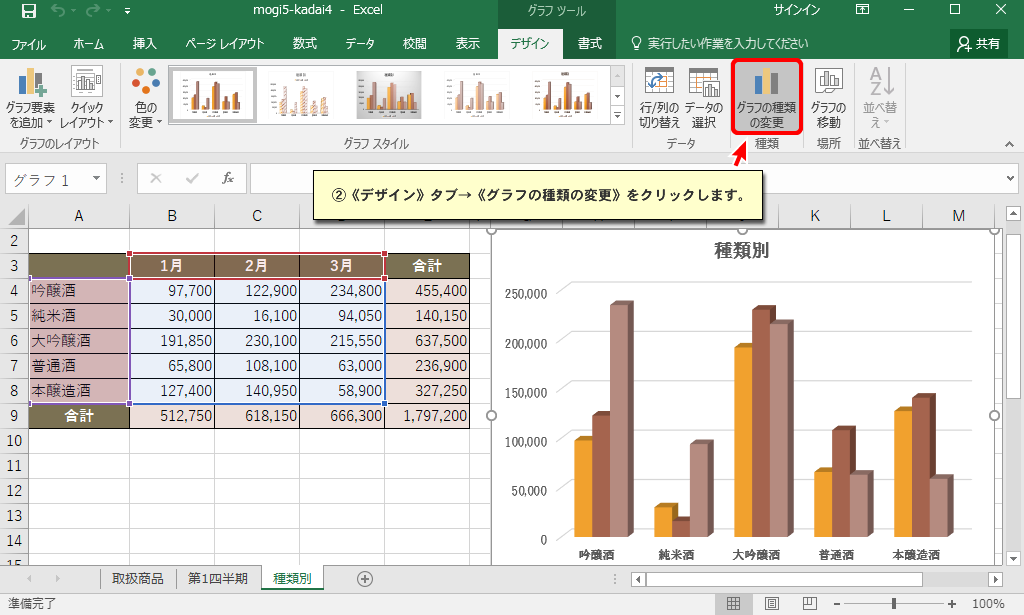 mogi5-kadai4 - Excel
グラフ ツール
サインイン
ファイル ホーム 挿入 ページ レイアウト 数式 データ 校閲 表示 デザイン 書式 実行したい作業を入力してください 共有
グラフ要素を追加
クイックレイアウト
色の変更
行/列の切り替え
データの選択
グラフの種類の変更
グラフの移動
並べ替え
グラフのレイアウト グラフ スタイル データ 種類 場所 並べ替え
グラフ 1
fx
②《デザイン》タブ→《グラフの種類の変更》をクリックします。
A B C K L M
2
3 1月 2月 3月 合計
4 吟醸酒 97,700 122,900 234,800 455,400
5 純米酒 30,000 16,100 94,050 140,150
6 大吟醸酒 191,850 230,100 215,550 637,500
7 普通酒 65,800 108,100 63,000 236,900
8 本醸造酒 127,400 140,950 58,900 327,250
9 合計 512,750 618,150 666,300 1,797,200
10
11
12
13
14
15
種類別
250,000
200,000
150,000
100,000
50,000
0
吟醸酒 純米酒 大吟醸酒 普通酒 本醸造酒
取扱商品 第1四半期 種類別
準備完了
100%